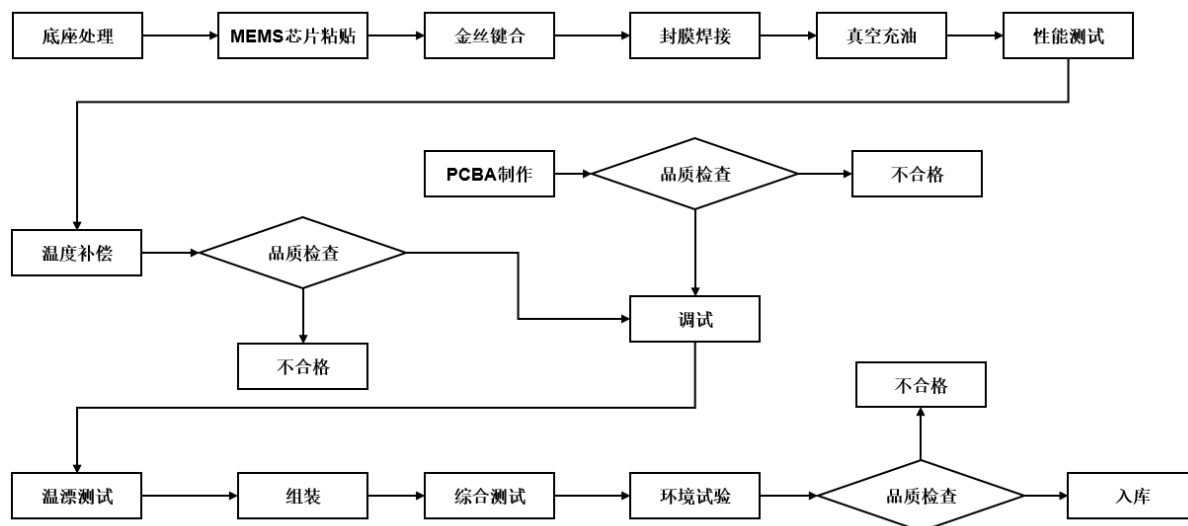 底座处理
MEMS芯片粘贴
金丝键合
封膜焊接
真空充油
性能测试
PCBA制作
品质检查
不合格
温度补偿
品质检查
调试
不合格
不合格
温漂测试
组装
综合测试
环境试验
品质检查
入库